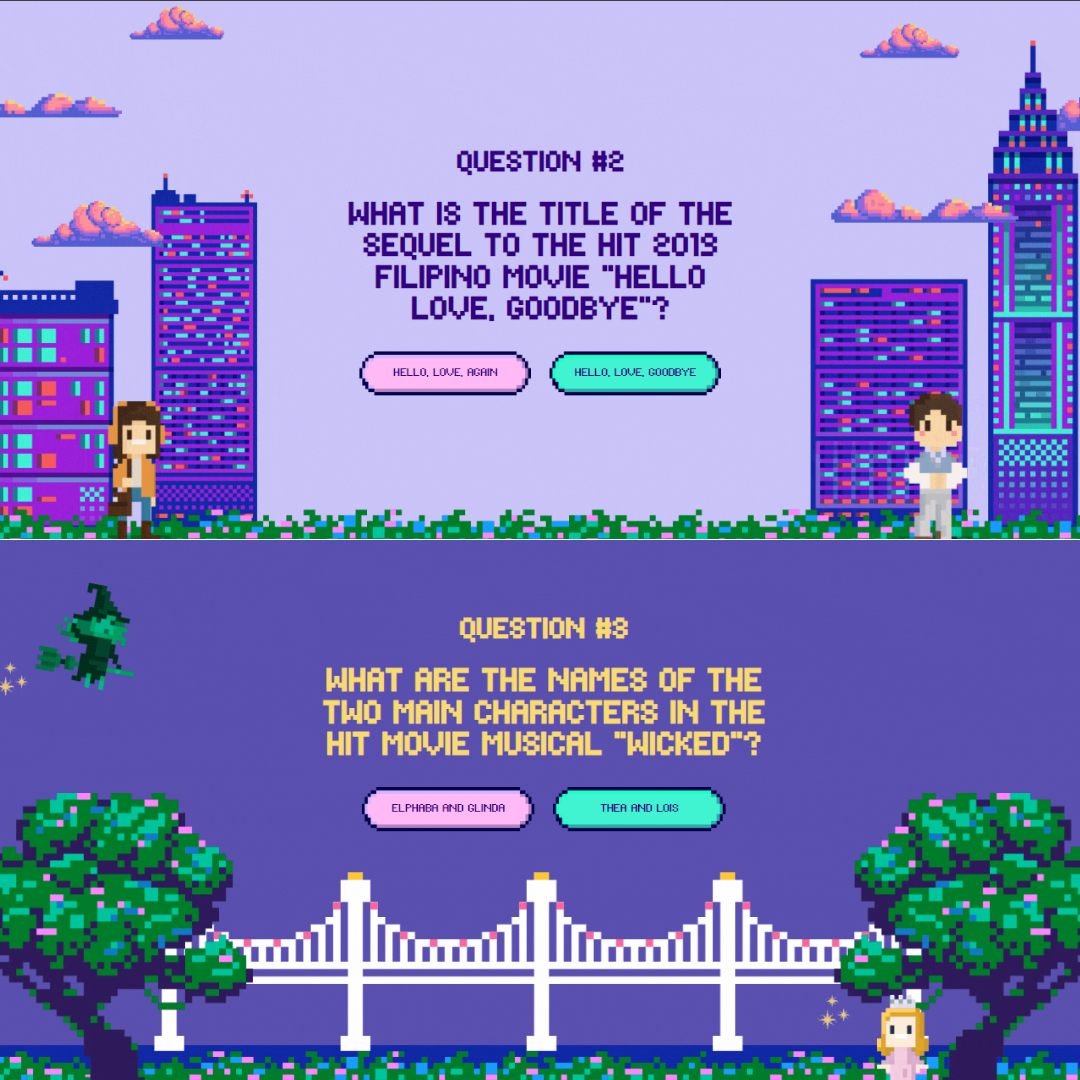 QUESTION #2
WHAT IS THE TITLE OF THE
SEQUEL TO THE HIT 2019
FILIPINO MOVIE "HELLO
LOVE, GOODBYE"?
HELLO, LOVE, AGAIN
HELLO, LOVE, GOODBYE
QUESTION #3
WHAT ARE THE NAMES OF THE
TWO MAIN CHARACTERS IN THE
HIT MOVIE MUSICAL "WICKED"?
ELPHABA AND GLINDA
THEA AND LOIS